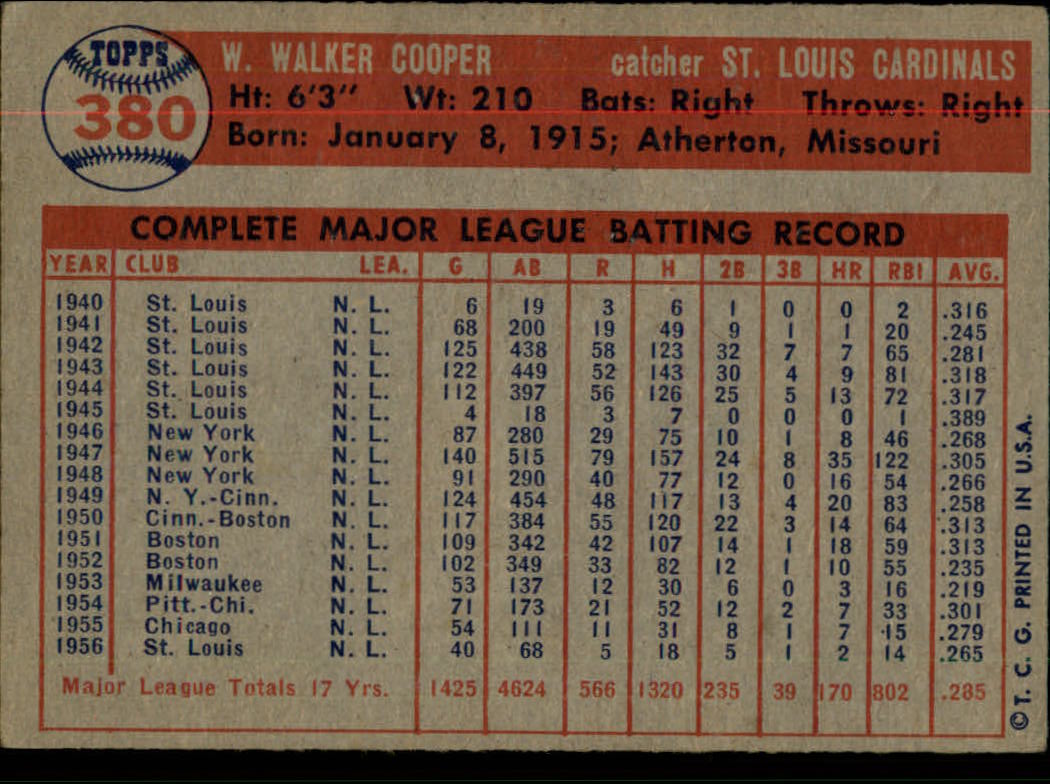 TOPPS
380
W. WALKER COOPER catcher ST. LOUIS CARDINALS
Ht: 6'3" Wt: 210 Bats: Right Throws: Right
Born: January 8, 1915; Atherton, Missouri
COMPLETE MAJOR LEAGUE BATTING RECORD
YEAR CLUB LEA. G AB R H 2B 3B HR RBI AVG.
1940 St. Louis N. L. 6 19 3 6 1 0 0 2 .316
1941 St. Louis N. L. 68 200 19 49 9 1 1 20 .245
1942 St. Louis N. L. 125 438 58 123 32 7 7 65 .281
1943 St. Louis N. L. 122 449 52 143 30 4 9 81 .318
1944 St. Louis N. L. 112 397 56 126 25 5 13 72 .317
1945 St. Louis N. L. 4 18 3 7 0 0 0 1 .389
1946 New York N. L. 87 280 29 75 10 1 8 46 .268
1947 New York N. L. 140 515 79 157 24 8 35 122 .305
1948 New York N. L. 91 290 40 77 12 0 16 54 .266
1949 N. Y.-Cinn. N. L. 124 454 48 117 13 4 20 83 .258
1950 Cinn.-Boston N. L. 117 384 55 120 22 3 14 64 .313
1951 Boston N. L. 109 342 42 107 14 1 18 59 .313
1952 Boston N. L. 102 349 33 82 12 1 10 55 .235
1953 Milwaukee N. L. 53 137 12 30 6 0 3 16 .219
1954 Pitt.-Chi. N. L. 71 173 21 52 12 2 7 33 .301
1955 Chicago N. L. 54 111 11 31 8 1 7 15 .279
1956 St. Louis N. L. 40 68 5 18 5 1 2 14 .265
Major League Totals 17 Yrs. 1425 4624 566 1320 235 39 170 802 .285
©T. C. G. PRINTED IN U.S.A.